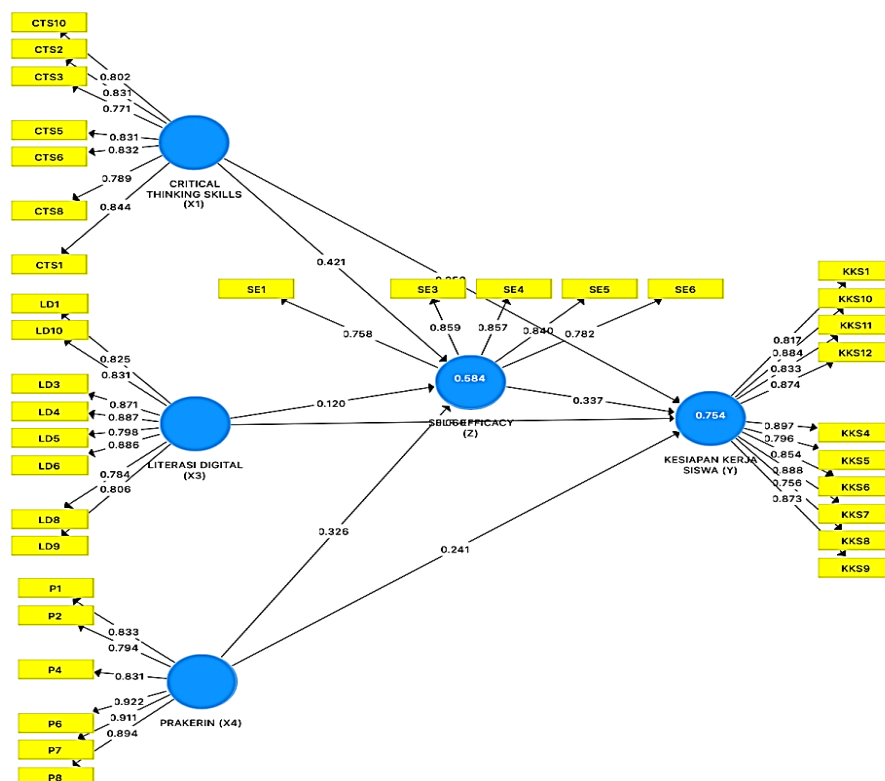 CTS10
CTS2
CTS3
CTS5
CTS6
CTS8
CTS1
0.802
0.831
0.771
0.831
0.832
0.789
0.844
CRITICAL
THINKING SKILLS
(X1)
0.421
LD1
LD10
LD3
LD4
LD5
LD6
LD8
LD9
0.825
0.831
0.871
0.887
0.798
0.886
0.784
0.806
LITERASI DIGITAL
(X3)
0.120
P1
P2
P4
P6
P7
P8
0.833
0.794
0.831
0.922
0.911
0.894
PRAKERIN (X4)
0.326
0.241
SE1
SE3
SE4
SE5
SE6
0.758
0.859
0.857
0.840
0.782
0.584
EFFICACY
(Z)
0.337
0.754
KESIAPAN KERJA
SISWA (Y)
0.817
0.884
0.833
0.874
0.897
0.796
0.854
0.888
0.756
0.873
KKS1
KKS10
KKS11
KKS12
KKS4
KKS5
KKS6
KKS7
KKS8
KKS9